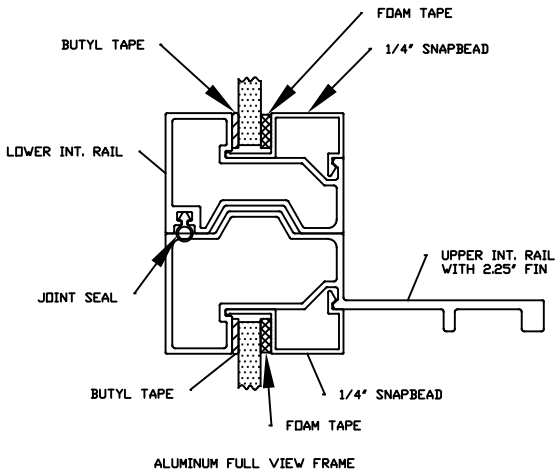 FOAM TAPE
BUTYL TAPE
1/4" SNAPBEAD
LOWER INT. RAIL
UPPER INT. RAIL
WITH 2.25" FIN
JOINT SEAL
BUTYL TAPE
1/4" SNAPBEAD
FOAM TAPE
ALUMINUM FULL VIEW FRAME